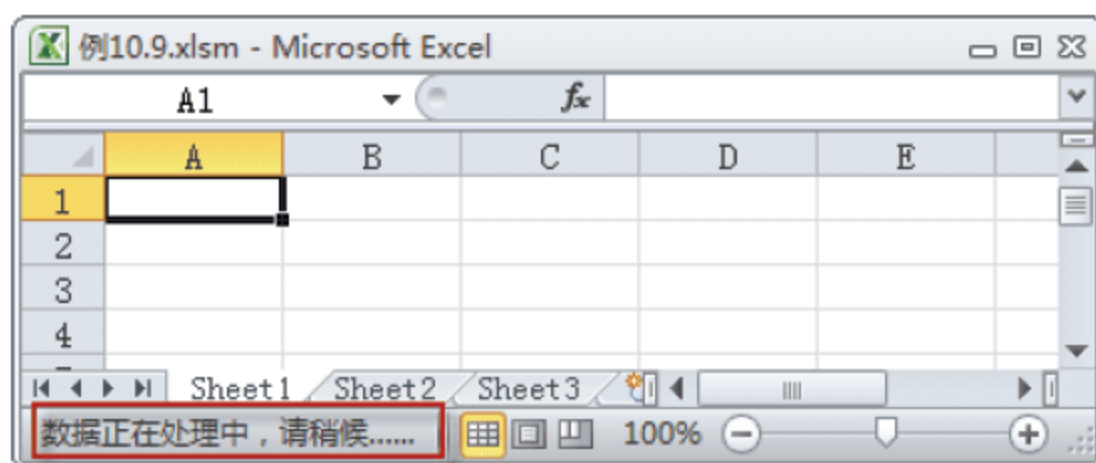 例10.9.xlsm - Microsoft Excel
A1 fx
A B C D E
1
2
3
4
Sheet1 Sheet2 Sheet3
数据正在处理中，请稍候...... 100%